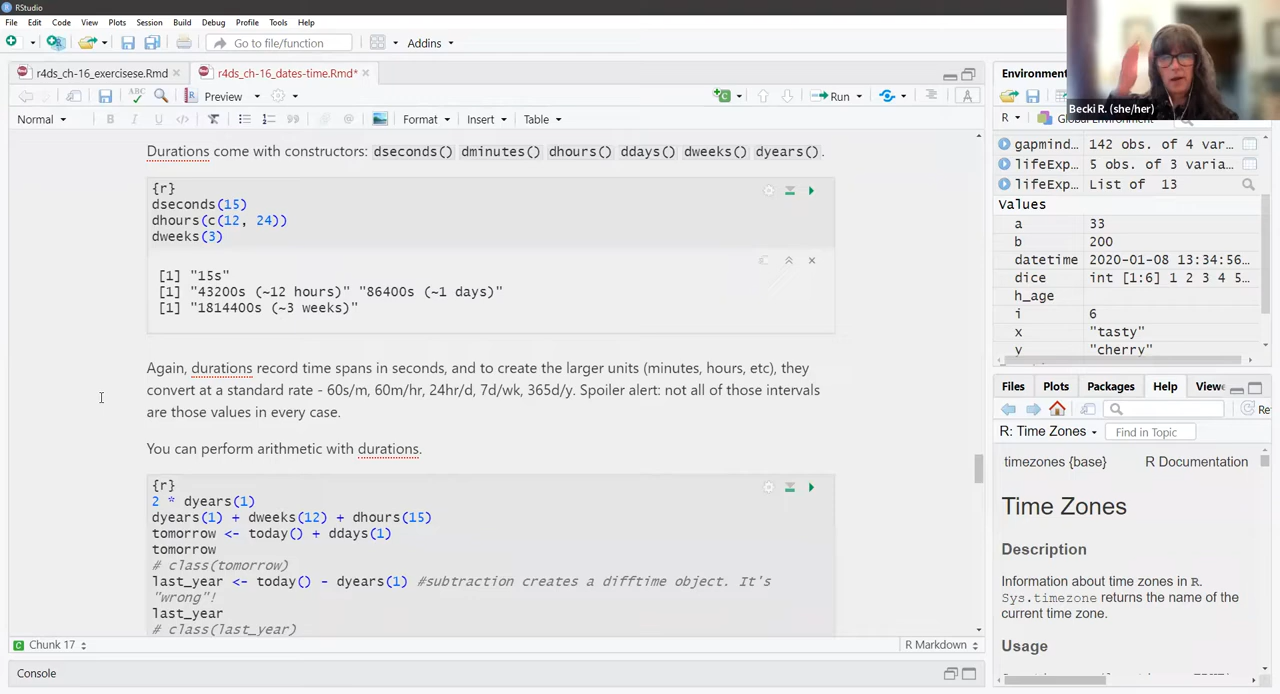 RStudio
File Edit Code View Plots Session Build Debug Profile Tools Help
Go to file/function Addins
r4ds_ch-16_exercisese.Rmd r4ds_ch-16_dates-time.Rmd*
Preview Run
Normal B I U Format Insert Table
Durations come with constructors: dseconds() dminutes() dhours() ddays() dweeks() dyears().
{r}
dseconds(15)
dhours(c(12, 24))
dweeks(3)
[1] "15s"
[1] "43200s (~12 hours)" "86400s (~1 days)"
[1] "1814400s (~3 weeks)"
Again, durations record time spans in seconds, and to create the larger units (minutes, hours, etc), they
convert at a standard rate - 60s/m, 60m/hr, 24hr/d, 7d/wk, 365d/y. Spoiler alert: not all of those intervals
are those values in every case.
You can perform arithmetic with durations.
{r}
2 * dyears(1)
dyears(1) + dweeks(12) + dhours(15)
tomorrow <- today() + ddays(1)
tomorrow
# class(tomorrow)
last_year <- today() - dyears(1) #subtraction creates a difftime object. It's
"wrong"!
last_year
# class(last_year)
Chunk 17 R Markdown
Console
Environm
Becki R. (she/her)
R Global
gapmind… 142 obs. of 4 var…
lifeExp… 5 obs. of 3 varia…
lifeExp… List of 13
Values
a 33
b 200
datetime 2020-01-08 13:34:56…
dice int [1:6] 1 2 3 4 5…
h_age
i 6
x "tasty"
y "cherry"
Files Plots Packages Help View
Re
R: Time Zones Find in Topic
timezones {base} R Documentation
Time Zones
Description
Information about time zones in R.
Sys.timezone returns the name of the
current time zone.
Usage